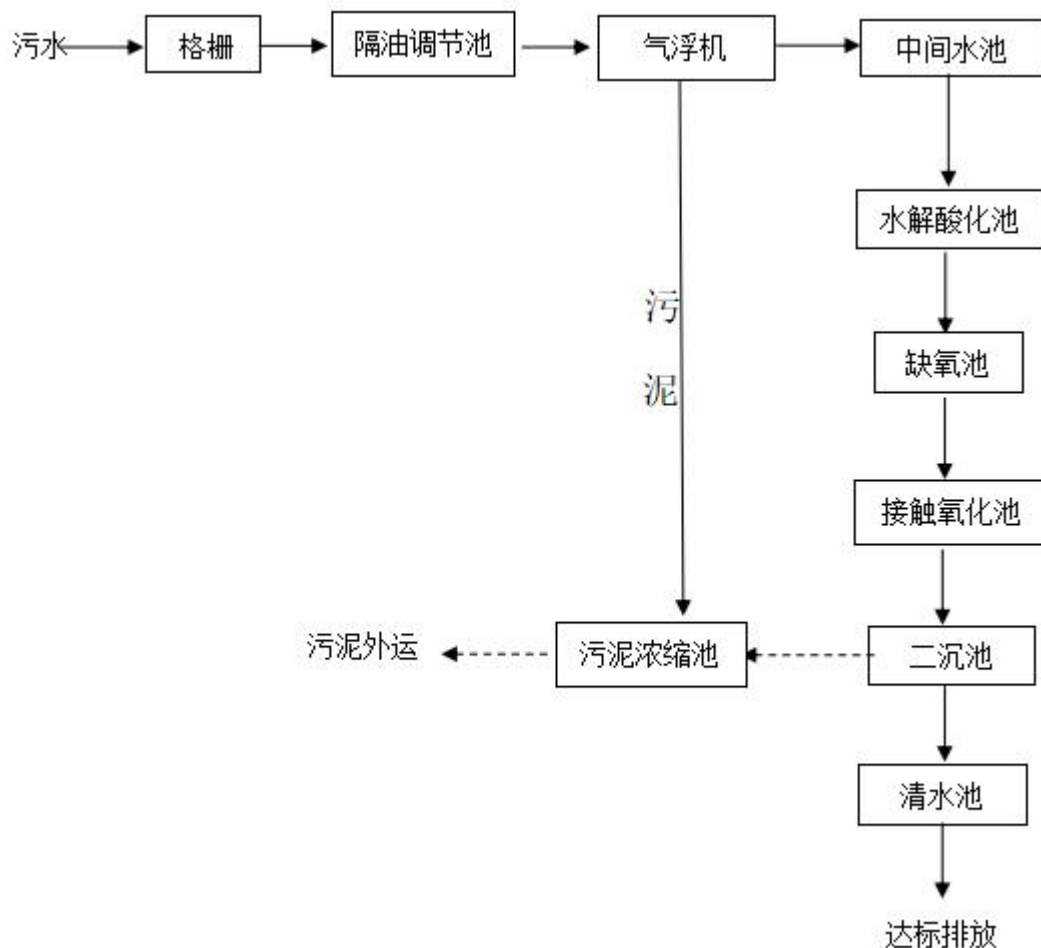 污水
格栅
隔油调节池
气浮机
中间水池
水解酸化池
污
泥
缺氧池
接触氧化池
污泥外运
污泥浓缩池
二沉池
清水池
达标排放